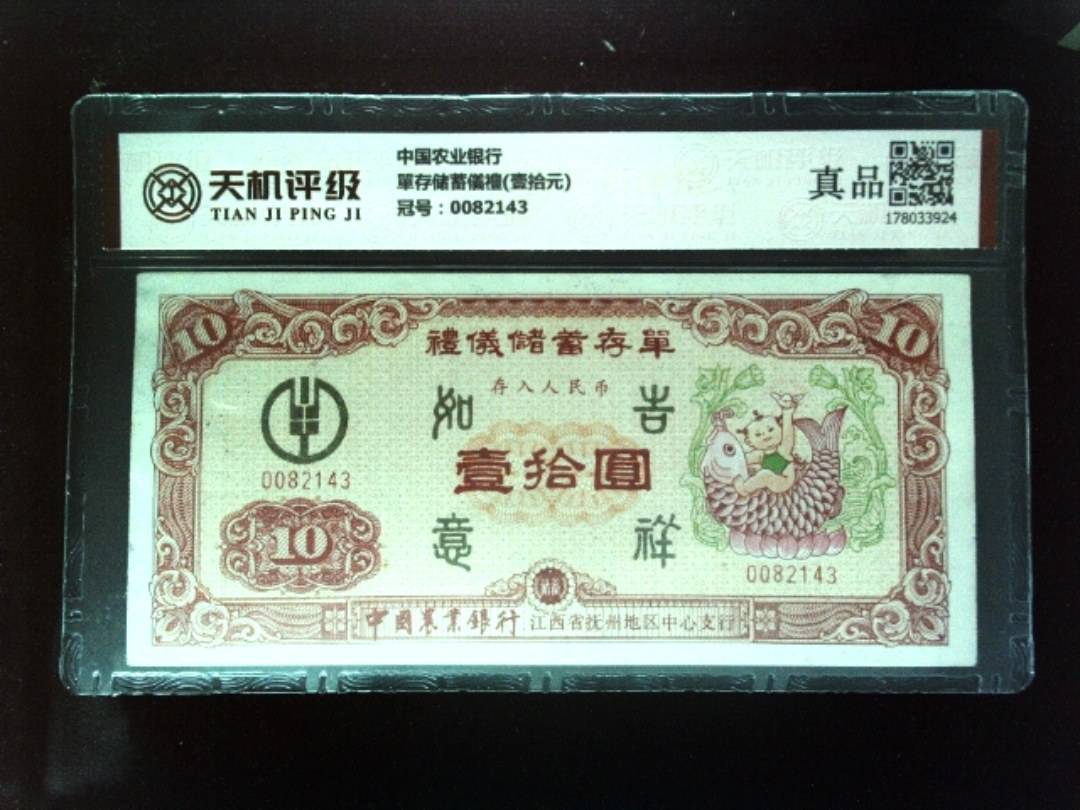 天机评级
TIAN JI PING JI
中国农业银行
單存储蓄儀禮(壹拾元)
冠号：0082143
真品
178033924
10
10
禮儀儲蓄存單
存入人民币
如
吉
壹拾圓
意
祥
0082143
10
0082143
中國農業銀行 江西省抚州地区中心支行